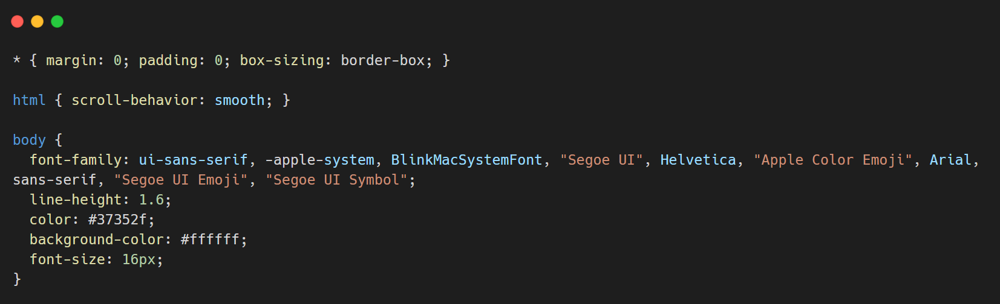 * { margin: 0; padding: 0; box-sizing: border-box; }
html { scroll-behavior: smooth; }
body {
  font-family: ui-sans-serif, -apple-system, BlinkMacSystemFont, "Segoe UI", Helvetica, "Apple Color Emoji", Arial,
sans-serif, "Segoe UI Emoji", "Segoe UI Symbol";
  line-height: 1.6;
  color: #37352f;
  background-color: #ffffff;
  font-size: 16px;
}